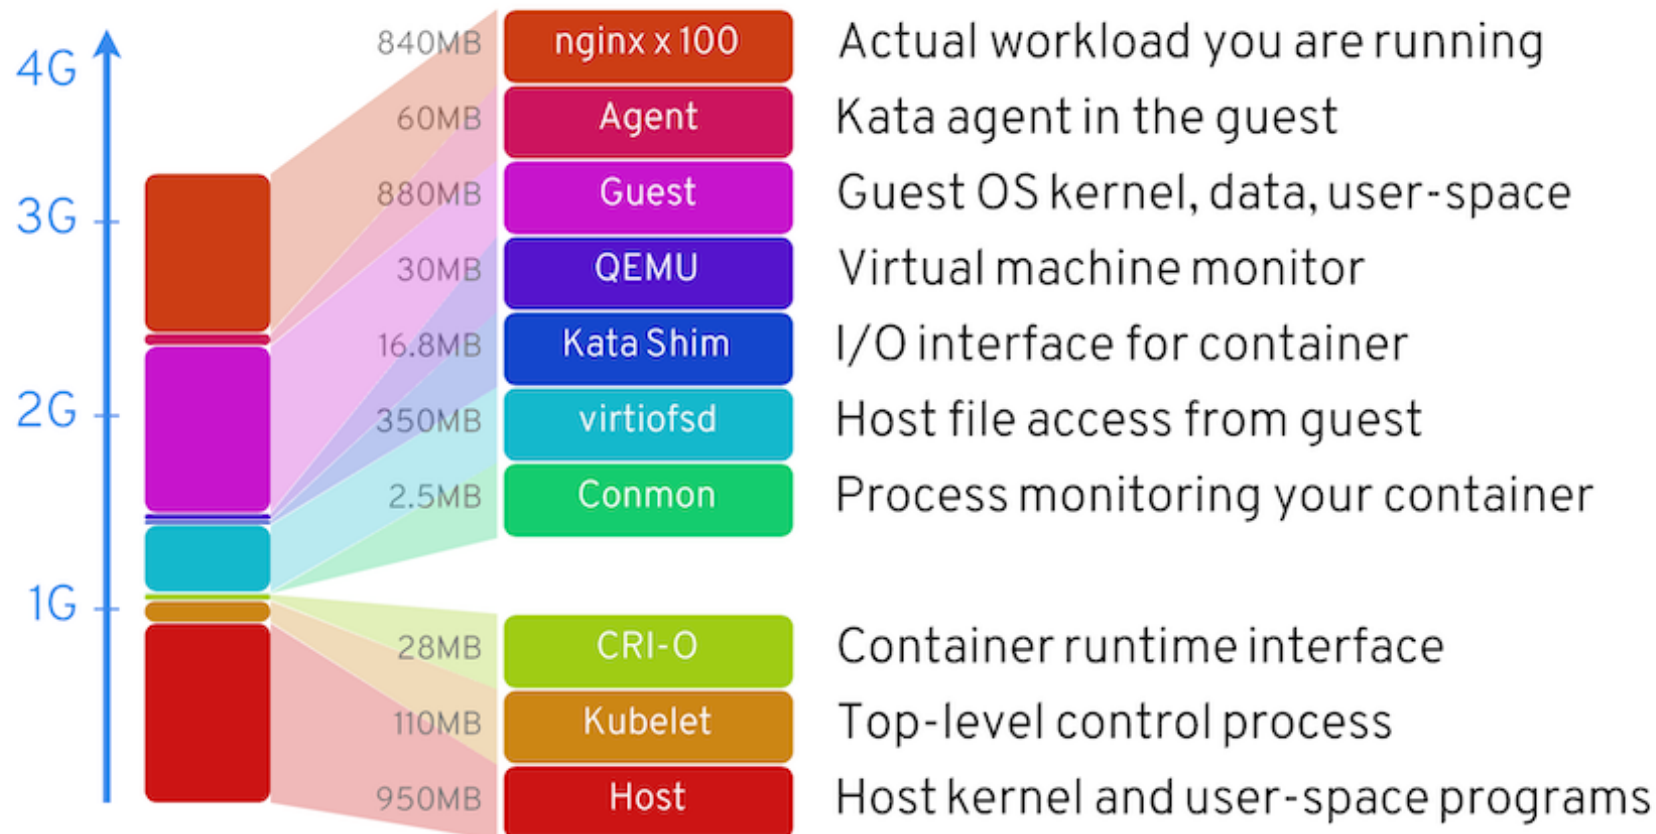 4G
3G
2G
1G
840MB nginx x 100 Actual workload you are running
60MB Agent Kata agent in the guest
880MB Guest Guest OS kernel, data, user-space
30MB QEMU Virtual machine monitor
16.8MB Kata Shim I/O interface for container
350MB virtiofsd Host file access from guest
2.5MB Conmon Process monitoring your container
28MB CRI-O Container runtime interface
110MB Kubelet Top-level control process
950MB Host Host kernel and user-space programs